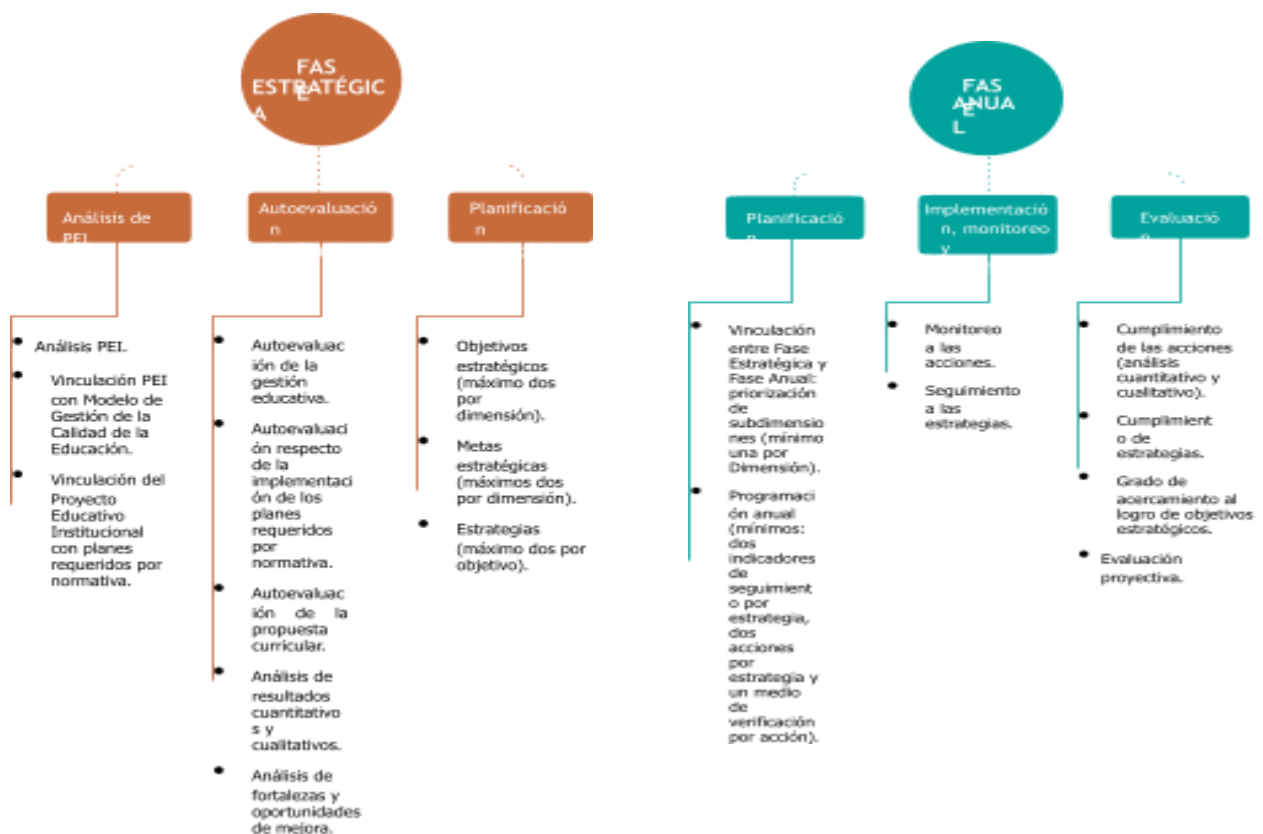 FAS
E
ESTRATÉGIC
A
Análisis de
PEI
Análisis PEI.
Vinculación PEI
con Modelo de
Gestión de la
Calidad de la
Educación.
Vinculación del
Proyecto
Educativo
Institucional
con planes
requeridos por
normativa.
Autoevaluació
n
Autoevaluac
ión de la
gestión
educativa.
Autoevaluaci
ón respecto
de la
implementaci
ón de los
planes
requeridos
por
normativa.
Autoevaluac
ión de la
propuesta
curricular.
Análisis de
resultados
cuantitativo
s y
cualitativos.
Análisis de
fortalezas y
oportunidades
de mejora.
Planificació
n
Objetivos
estratégicos
(máximo dos
por
dimensión).
Metas
estratégicas
(máximos dos
por dimensión).
Estrategias
(máximo dos por
objetivo).
FAS
E
ANUA
L
Planificació
n
Vinculación
entre Fase
Estratégica y
Fase Anual:
priorización
de
subdimensio
nes (mínimo
una por
Dimensión).
Programaci
ón anual
(mínimos:
dos
indicadores
de
seguimient
o por
estrategia,
dos
acciones
por
estrategia y
un medio
de
verificación
por acción).
Implementació
n, monitoreo
y
Monitoreo
a las
acciones.
Seguimiento
a las
estrategias.
Evaluació
n
Cumplimiento
de las acciones
(análisis
cuantitativo y
cualitativo).
Cumplimient
o de
estrategias.
Grado de
acercamiento al
logro de objetivos
estratégicos.
Evaluación
proyectiva.